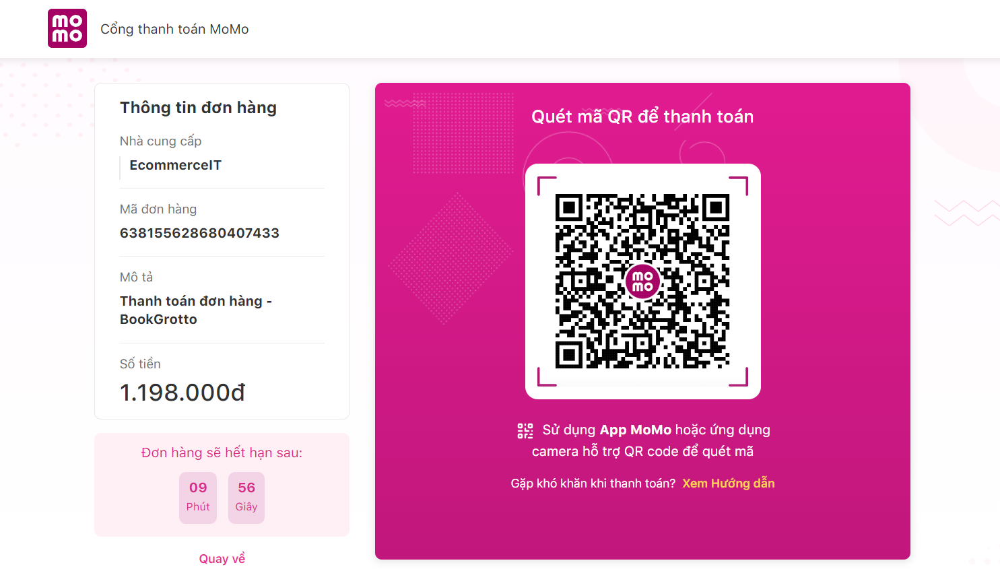 mo
mo
Cổng thanh toán MoMo
Thông tin đơn hàng
Nhà cung cấp
EcommerceIT
Mã đơn hàng
638155628680407433
Mô tả
Thanh toán đơn hàng -
BookGrotto
Số tiền
1.198.000đ
Đơn hàng sẽ hết hạn sau:
09 56
Phút Giây
Quay về
Quét mã QR để thanh toán
mo
mo
Sử dụng App MoMo hoặc ứng dụng
camera hỗ trợ QR code để quét mã
Gặp khó khăn khi thanh toán? Xem Hướng dẫn